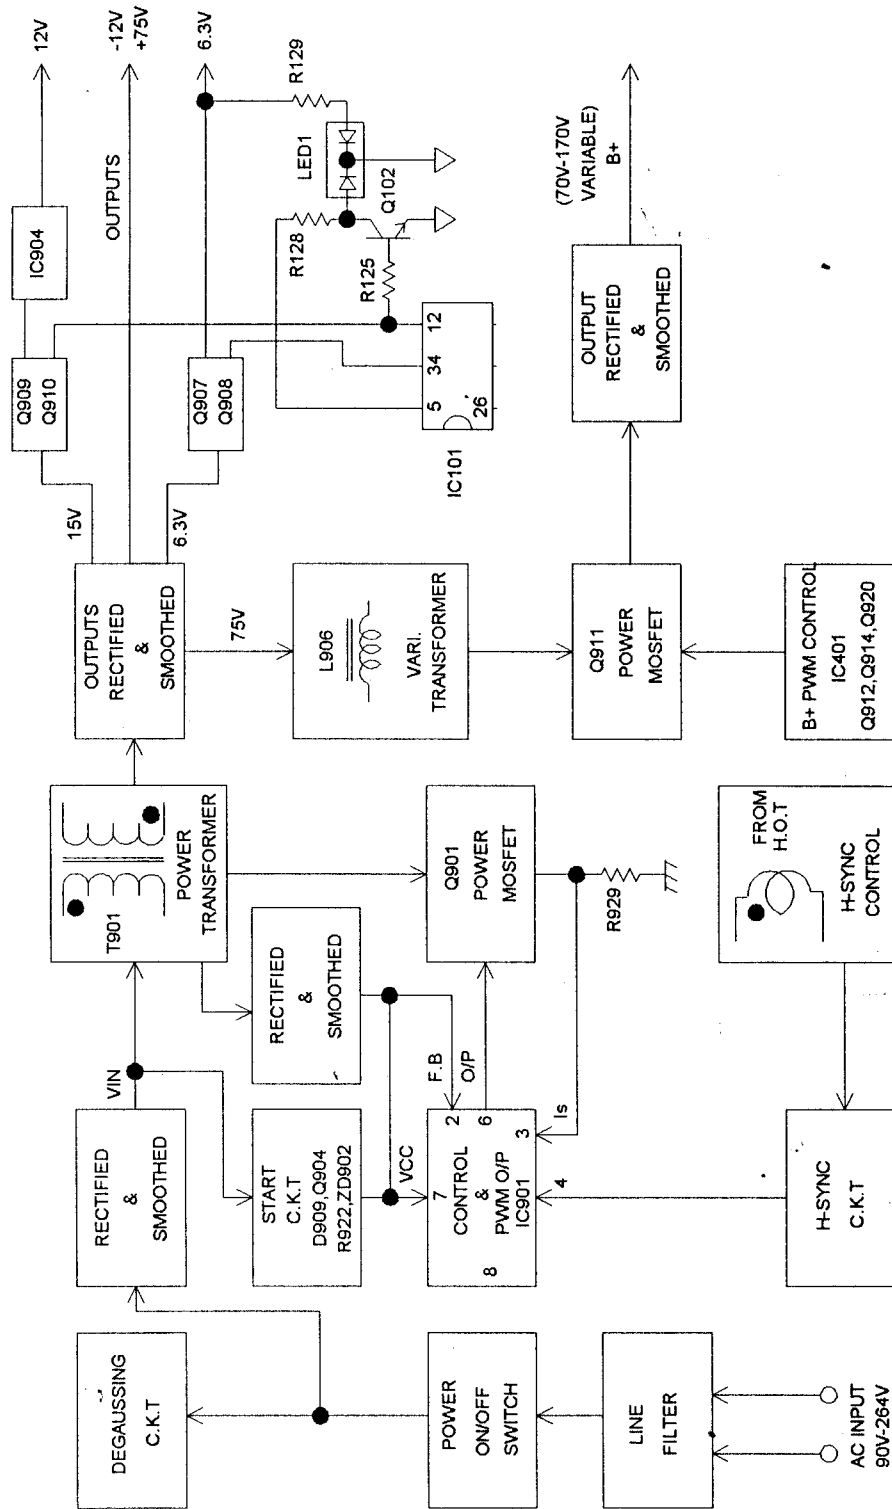 AC INPUT
90V-264V
LINE
FILTER
POWER
ON/OFF
SWITCH
DEGAUSSING
C.K.T
RECTIFIED
&
SMOOTHED
VIN
START
C.K.T
D909,Q904
R922,ZD902
VCC
7
2
6
3
4
8
CONTROL
&
PWM O/P
IC901
F.B
O/P
Is
H-SYNC
C.K.T
RECTIFIED
&
SMOOTHED
T901
POWER
TRANSFORMER
Q901
POWER
MOSFET
R929
FROM
H.O.T
H-SYNC
CONTROL
OUTPUTS
RECTIFIED
&
SMOOTHED
75V
L906
VARI.
TRANSFORMER
Q911
POWER
MOSFET
B+ PWM CONTROL
IC401
Q912,Q914,Q920
15V
6.3V
Q909
Q910
IC904
12V
OUTPUTS
-12V
+75V
Q907
Q908
6.3V
IC101
5
34
12
26
R125
R128
Q102
LED1
R129
OUTPUT
RECTIFIED
&
SMOOTHED
(70V-170V
VARIABLE)
B+